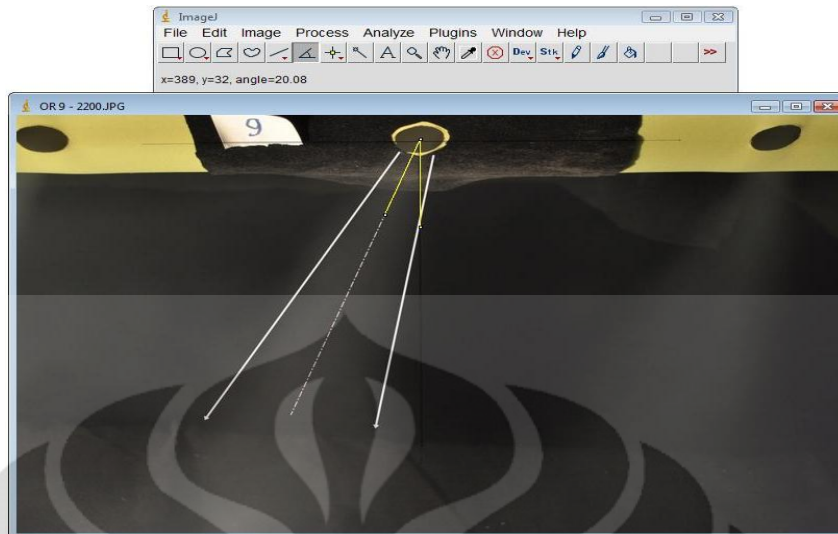 ImageJ
File Edit Image Process Analyze Plugins Window Help
A Dev Stk >>
x=389, y=32, angle=20.08
OR 9 - 2200.JPG
9